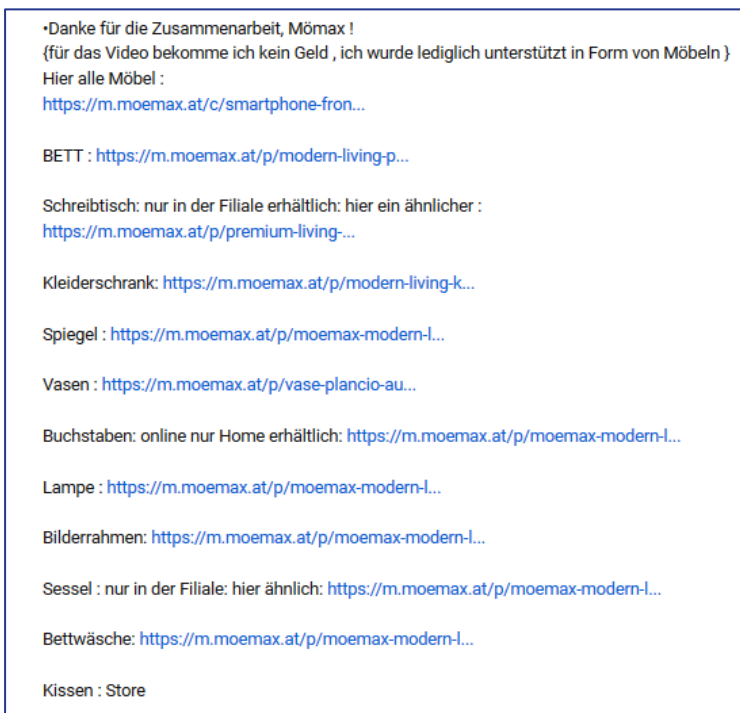 •Danke für die Zusammenarbeit, Mömax !
{für das Video bekomme ich kein Geld , ich wurde lediglich unterstützt in Form von Möbeln }
Hier alle Möbel :
https://m.moemax.at/c/smartphone-fron...
BETT : https://m.moemax.at/p/modern-living-p...
Schreibtisch: nur in der Filiale erhältlich: hier ein ähnlicher :
https://m.moemax.at/p/premium-living-...
Kleiderschrank: https://m.moemax.at/p/modern-living-k...
Spiegel : https://m.moemax.at/p/moemax-modern-l...
Vasen : https://m.moemax.at/p/vase-plancio-au...
Buchstaben: online nur Home erhältlich: https://m.moemax.at/p/moemax-modern-l...
Lampe : https://m.moemax.at/p/moemax-modern-l...
Bilderrahmen: https://m.moemax.at/p/moemax-modern-l...
Sessel : nur in der Filiale: hier ähnlich: https://m.moemax.at/p/moemax-modern-l...
Bettwäsche: https://m.moemax.at/p/moemax-modern-l...
Kissen : Store